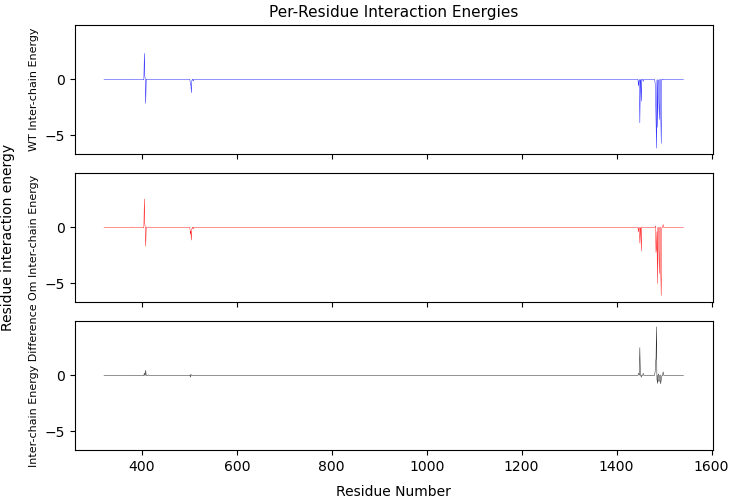 Per-Residue Interaction Energies
Residue interaction energy
WT Inter-chain Energy
0
−5
Om Inter-chain Energy
0
−5
Inter-chain Energy Difference
0
−5
400 600 800 1000 1200 1400 1600
Residue Number